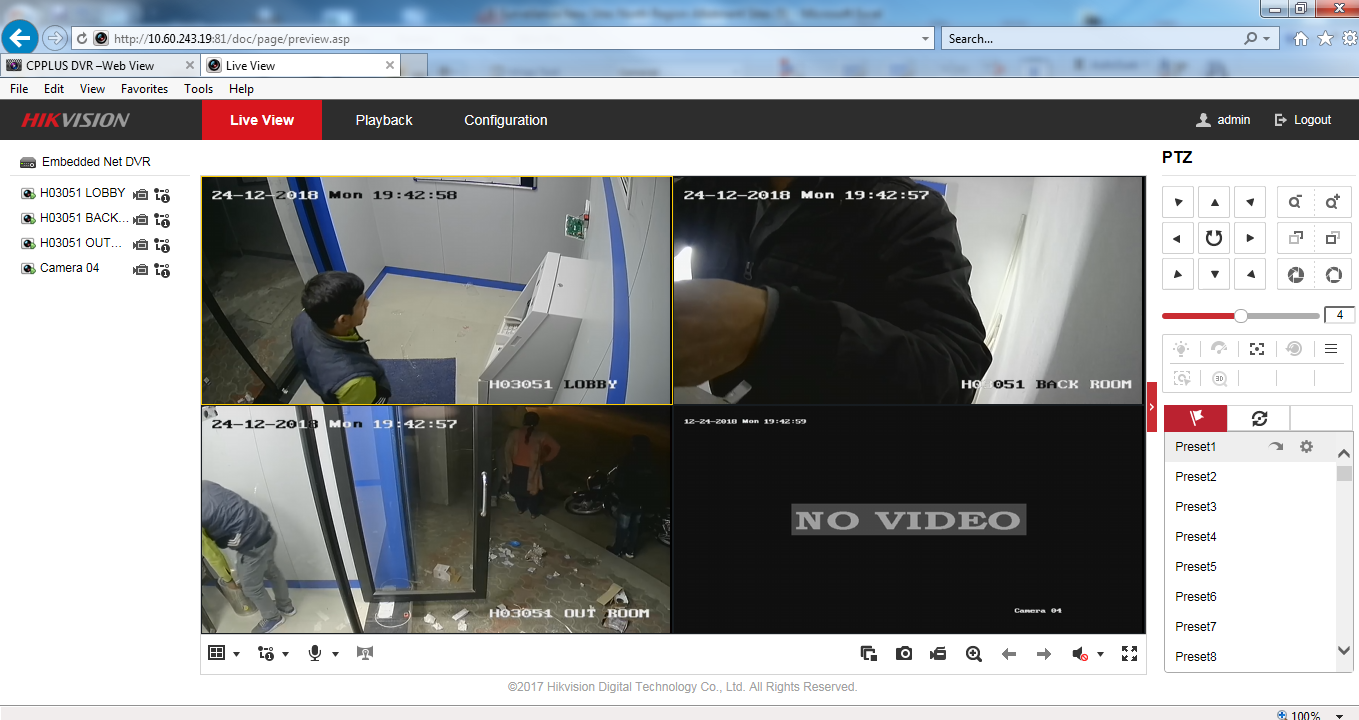 http://10.60.243.19:81/doc/page/preview.asp
Search...
CPPLUS DVR –Web View
Live View
File Edit View Favorites Tools Help
HIKVISION
Live View Playback Configuration
admin Logout
Embedded Net DVR
H03051 LOBBY
H03051 BACK...
H03051 OUT...
Camera 04
24-12-2018 Mon 19:42:58
H03051 LOBBY
24-12-2018 Mon 19:42:57
H03051 BACK ROOM
24-12-2018 Mon 19:42:57
H03051 OUT ROOM
12-24-2018 Mon 19:42:59
NO VIDEO
Camera 04
PTZ
4
3D
Preset1
Preset2
Preset3
Preset4
Preset5
Preset6
Preset7
Preset8
©2017 Hikvision Digital Technology Co., Ltd. All Rights Reserved.
100%